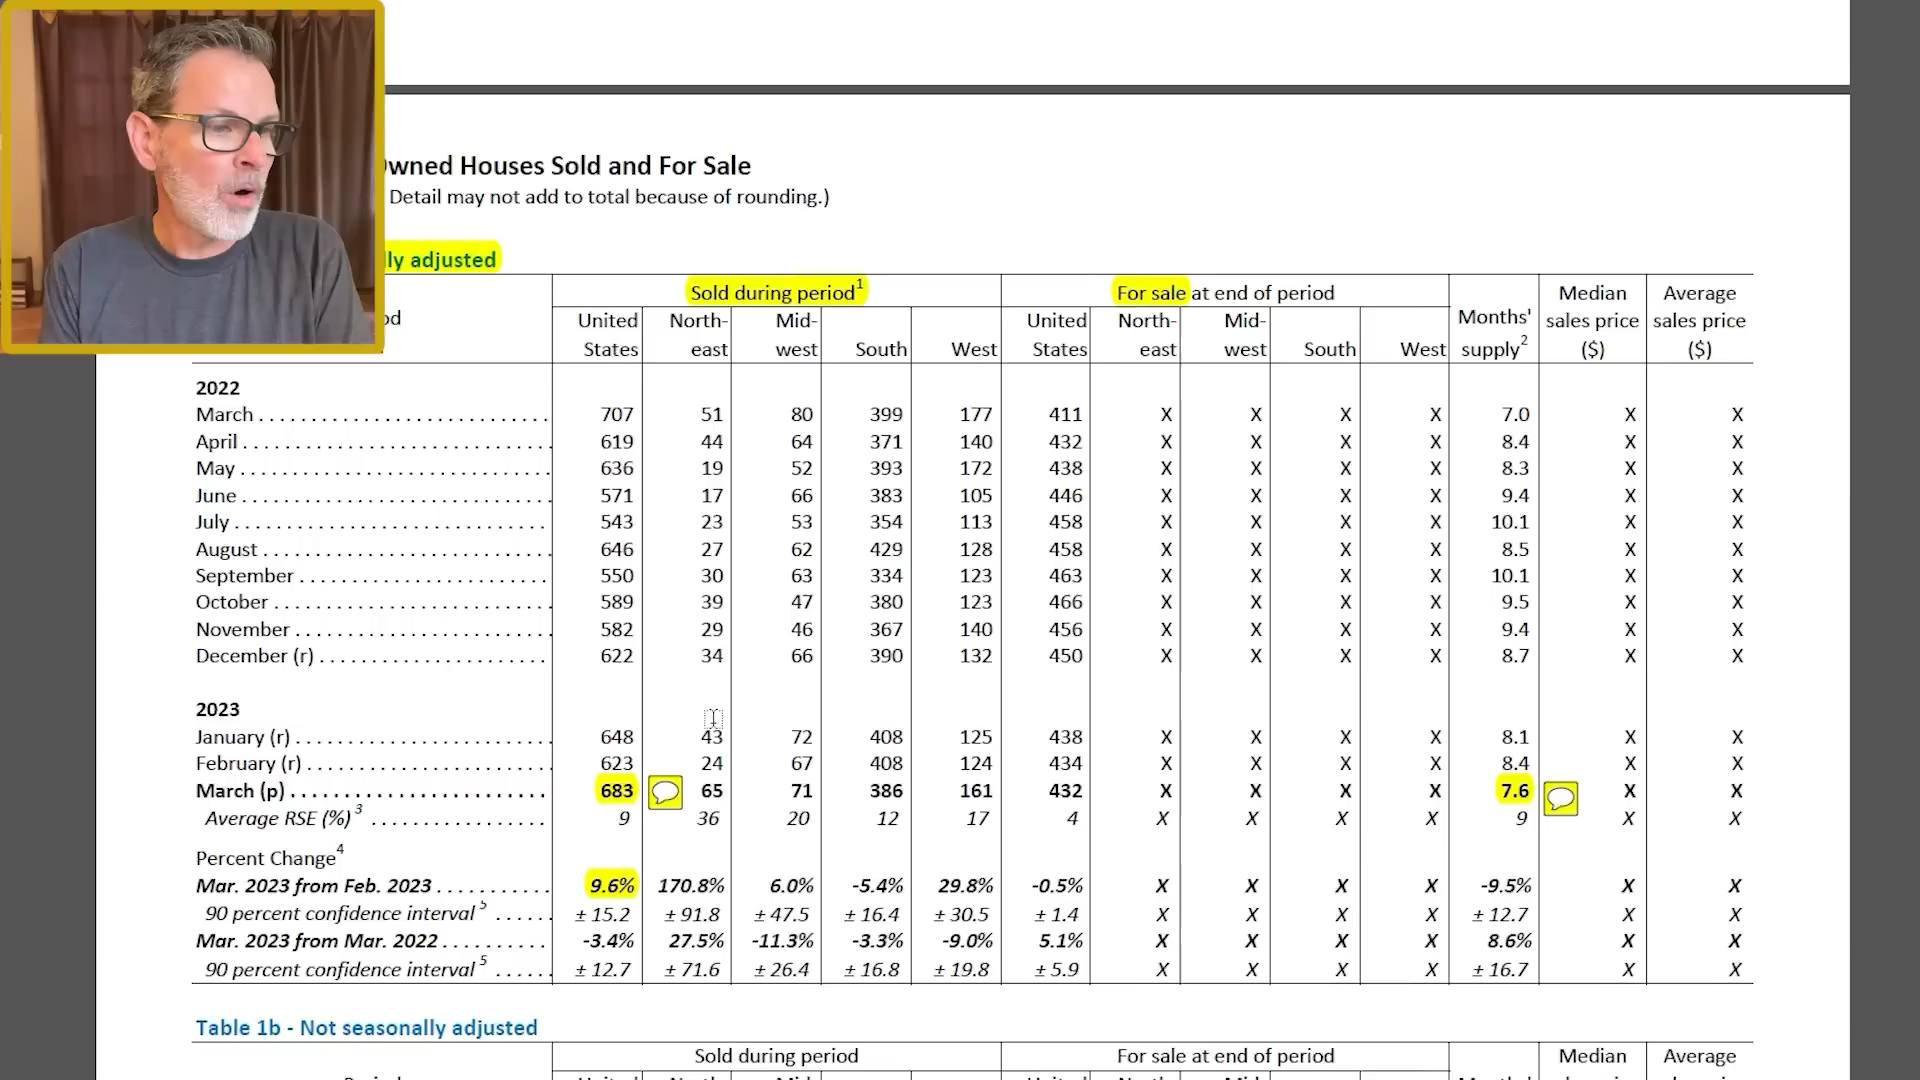 wned Houses Sold and For Sale
Detail may not add to total because of rounding.)
lly adjusted
Sold during period1 For sale at end of period Months' supply2 Median sales price ($) Average sales price ($)
od United States North-east Mid-west South West United States North-east Mid-west South West
2022
March 707 51 80 399 177 411 X X X X 7.0 X X
April 619 44 64 371 140 432 X X X X 8.4 X X
May 636 19 52 393 172 438 X X X X 8.3 X X
June 571 17 66 383 105 446 X X X X 9.4 X X
July 543 23 53 354 113 458 X X X X 10.1 X X
August 646 27 62 429 128 458 X X X X 8.5 X X
September 550 30 63 334 123 463 X X X X 10.1 X X
October 589 39 47 380 123 466 X X X X 9.5 X X
November 582 29 46 367 140 456 X X X X 9.4 X X
December (r) 622 34 66 390 132 450 X X X X 8.7 X X
2023
January (r) 648 43 72 408 125 438 X X X X 8.1 X X
February (r) 623 24 67 408 124 434 X X X X 8.4 X X
March (p) 683 65 71 386 161 432 X X X X 7.6 X X
Average RSE (%)3 9 36 20 12 17 4 X X X X 9 X X
Percent Change4
Mar. 2023 from Feb. 2023 9.6% 170.8% 6.0% -5.4% 29.8% -0.5% X X X X -9.5% X X
90 percent confidence interval5 ± 15.2 ± 91.8 ± 47.5 ± 16.4 ± 30.5 ± 1.4 X X X X ± 12.7 X X
Mar. 2023 from Mar. 2022 -3.4% 27.5% -11.3% -3.3% -9.0% 5.1% X X X X 8.6% X X
90 percent confidence interval5 ± 12.7 ± 71.6 ± 26.4 ± 16.8 ± 19.8 ± 5.9 X X X X ± 16.7 X X
Table 1b - Not seasonally adjusted
Sold during period For sale at end of period Median Average